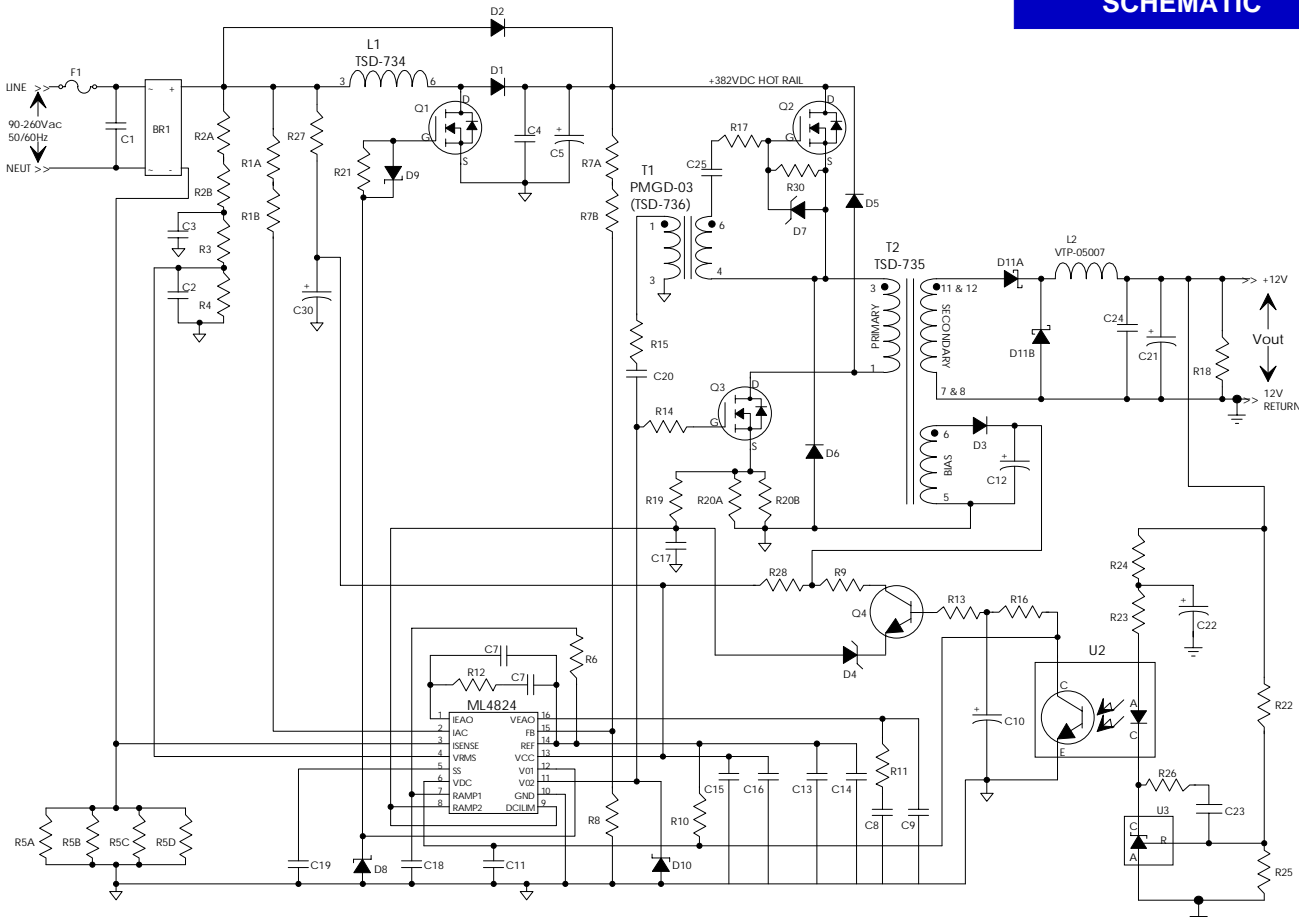 SCHEMATIC
D2
L1
TSD-734
F1
3
6
D1
+382VDC HOT RAIL
LINE >>
~
+
D
D
Q1
Q2
90-260Vac
50/60Hz
C1
BR1
R2A
R27
G
C4
C5
R17
G
R1A
R21
D9
S
R7A
C25
S
NEUT >>
~
-
T1
PMGD-03
(TSD-736)
R30
R2B
R1B
R7B
D5
C3
1
6
D7
R3
T2
TSD-735
L2
VTP-05007
D11A
C2
R4
C30
3
4
3
11 & 12
>> +12V
PRIMARY
SECONDARY
C24
C21
Vout
R15
D11B
R18
C20
1
7 & 8
>> 12V
RETURN
Q3
D
R14
G
S
D6
6
D3
BIAS
C12
R19
R20A
R20B
5
C17
R24
R28
R9
R13
R16
R23
C22
Q4
U2
C7
R6
D4
R12
C7
C
A
R22
ML4824
C10
C
1
IEAO
VEAO
16
2
IAC
FB
15
3
ISENSE
REF
14
4
VRMS
VCC
13
5
SS
V01
12
6
VDC
V02
11
7
RAMP1
GND
10
8
RAMP2
DCILIM
9
E
R11
R26
C15
C16
C13
C14
C23
U3
C
R
A
R5A
R5B
R5C
R5D
R8
R10
C8
C9
C19
D8
C18
C11
D10
R25